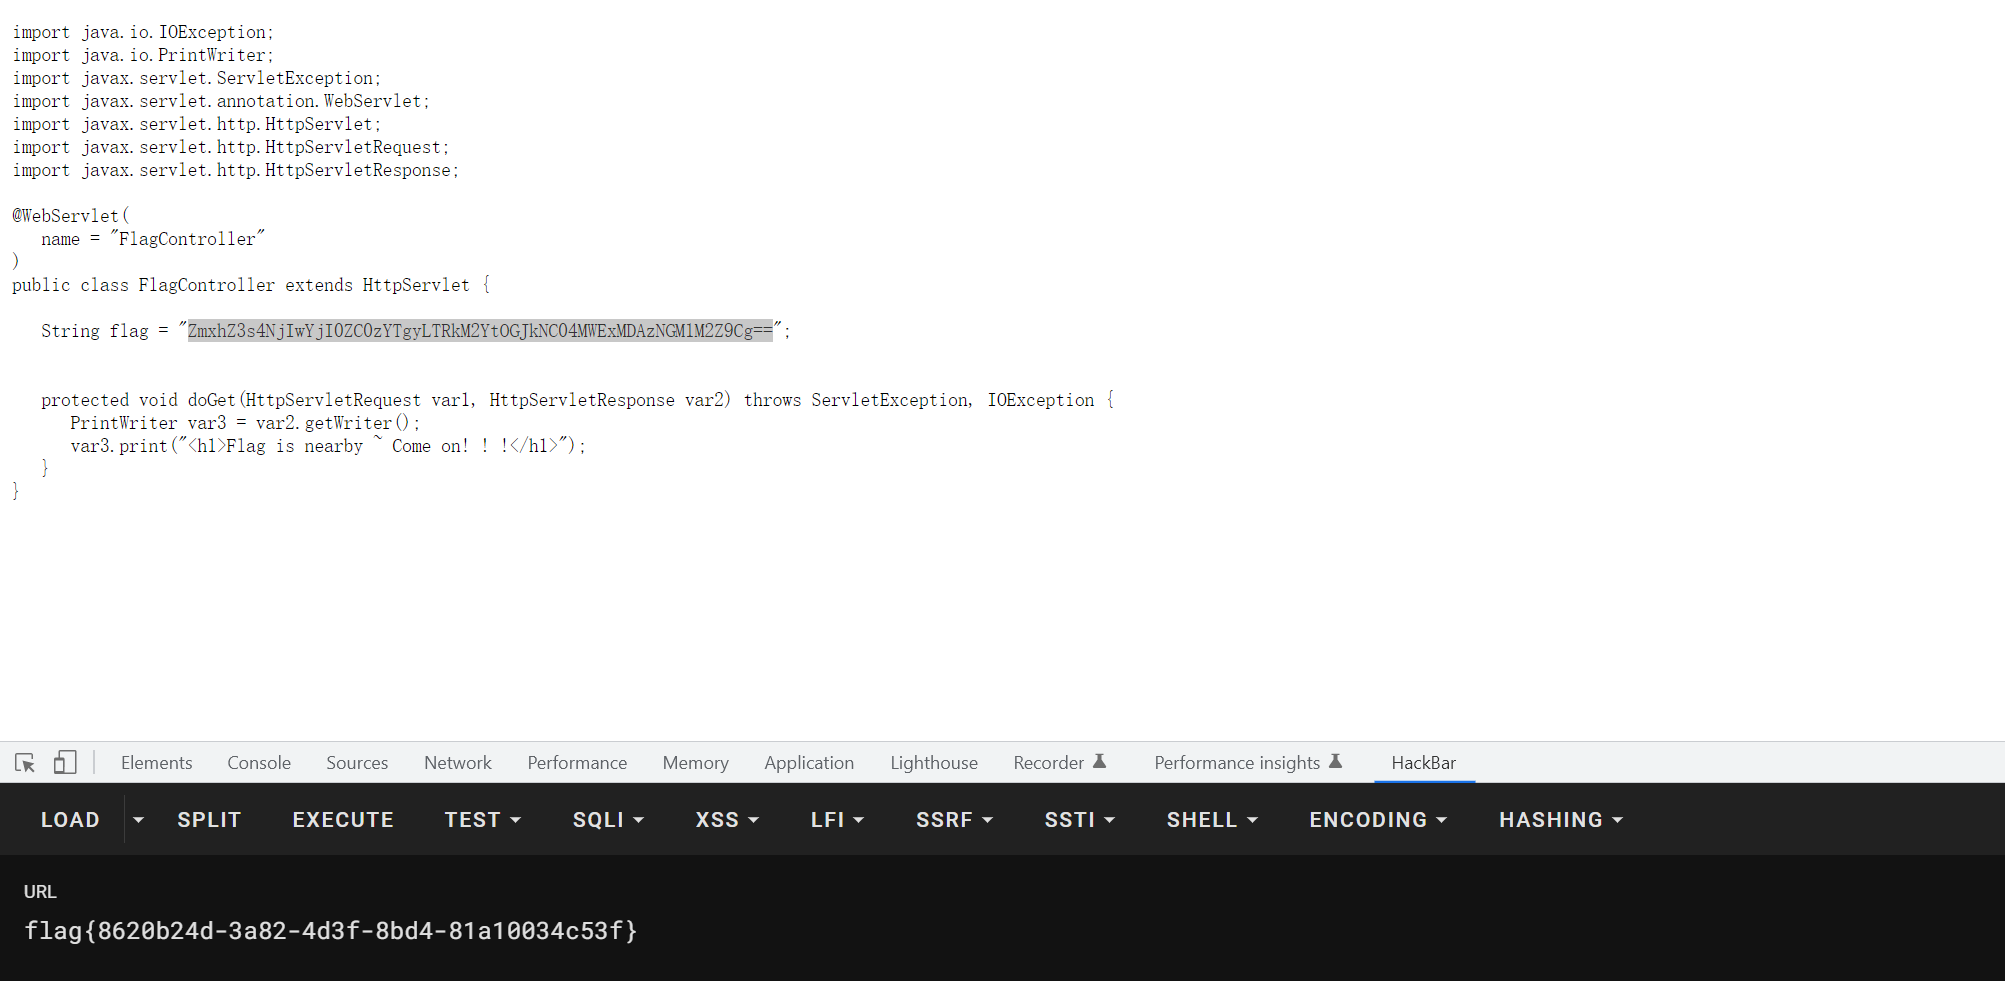 import java.io.IOException;
import java.io.PrintWriter;
import javax.servlet.ServletException;
import javax.servlet.annotation.WebServlet;
import javax.servlet.http.HttpServlet;
import javax.servlet.http.HttpServletRequest;
import javax.servlet.http.HttpServletResponse;
@WebServlet(
name = "FlagController"
)
public class FlagController extends HttpServlet {
String flag = "ZmxhZ3s4NjIwYjI0ZC0zYTgyLTRkM2YtOGJkNC04MWExMDAzNGM1M2Z9Cg==";
protected void doGet(HttpServletRequest var1, HttpServletResponse var2) throws ServletException, IOException {
PrintWriter var3 = var2.getWriter();
var3.print("<h1>Flag is nearby ~ Come on! ! !</h1>");
}
}
Elements Console Sources Network Performance Memory Application Lighthouse Recorder Performance insights HackBar
LOAD SPLIT EXECUTE TEST SQLI XSS LFI SSRF SSTI SHELL ENCODING HASHING
URL
flag{8620b24d-3a82-4d3f-8bd4-81a10034c53f}